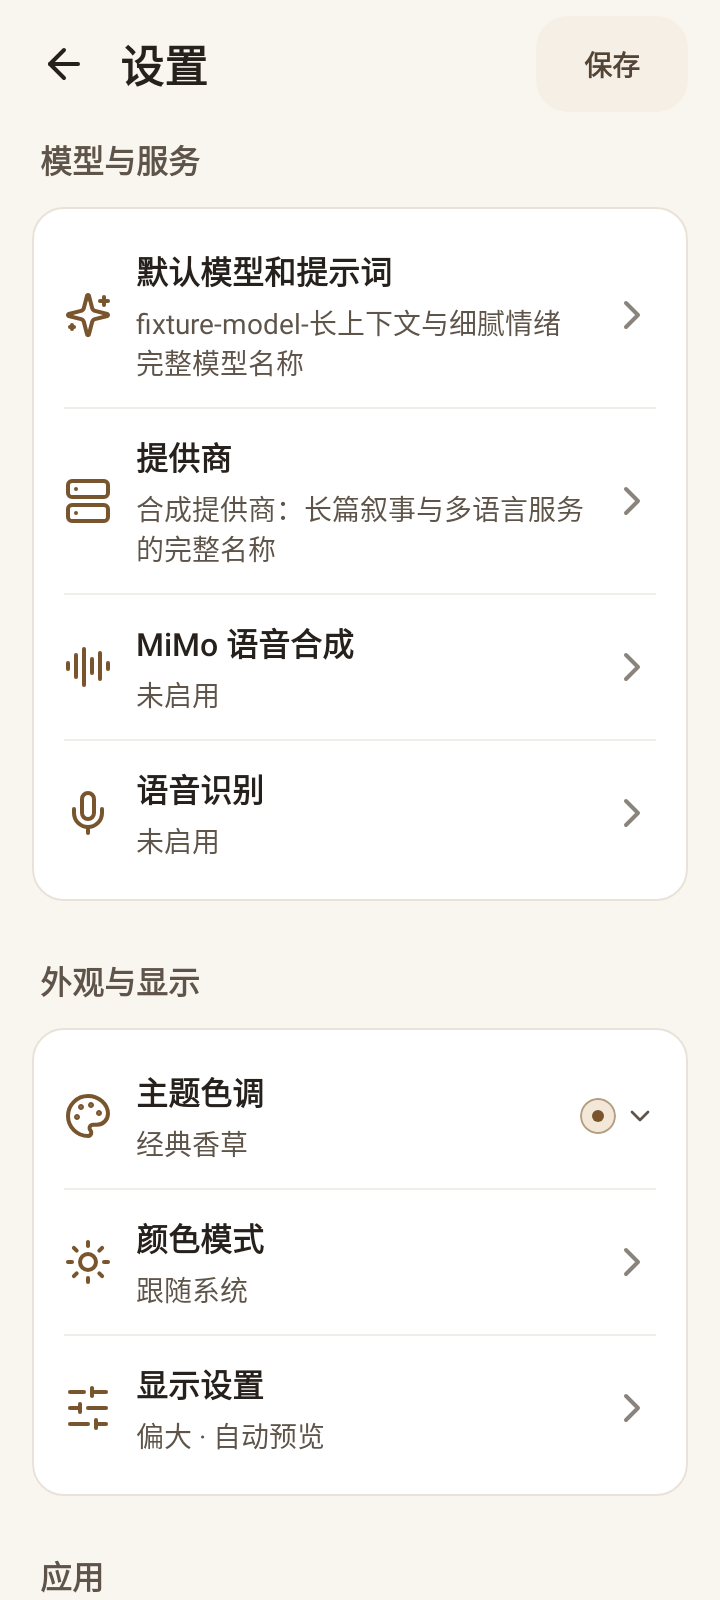 设置
保存
模型与服务
默认模型和提示词
fixture-model-长上下文与细腻情绪
完整模型名称
提供商
合成提供商：长篇叙事与多语言服务
的完整名称
MiMo 语音合成
未启用
语音识别
未启用
外观与显示
主题色调
经典香草
颜色模式
跟随系统
显示设置
偏大 · 自动预览
应用